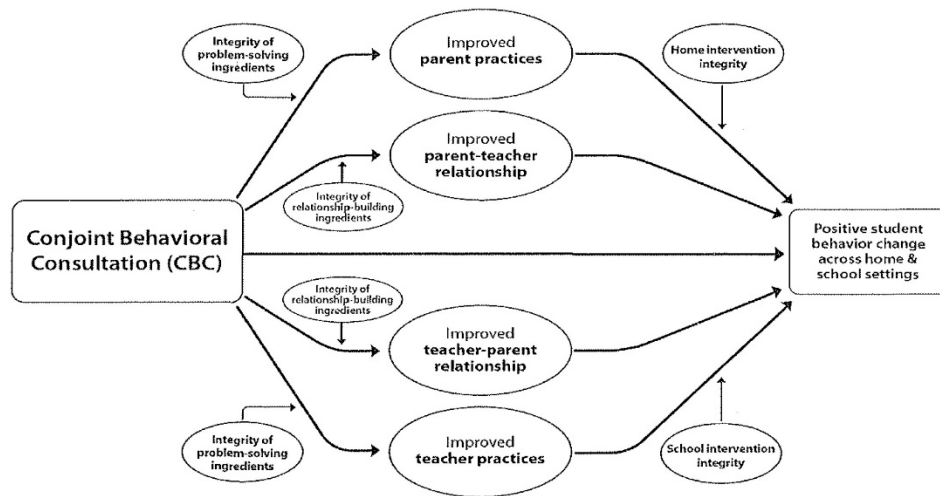 Integrity of
problem-solving
ingredients
Improved
parent practices
Home intervention
integrity
Improved
parent-teacher
relationship
Integrity of
relationship-building
ingredients
Conjoint Behavioral
Consultation (CBC)
Positive student
behavior change
across home &
school settings
Integrity of
relationship-building
ingredients
Improved
teacher-parent
relationship
Integrity of
problem-solving
ingredients
Improved
teacher practices
School intervention
integrity